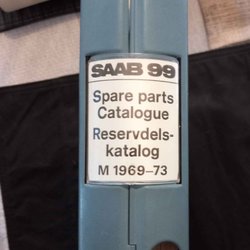 SAAB 99
Spare parts
Catalogue
Reservdels-
katalog
M 1969-73